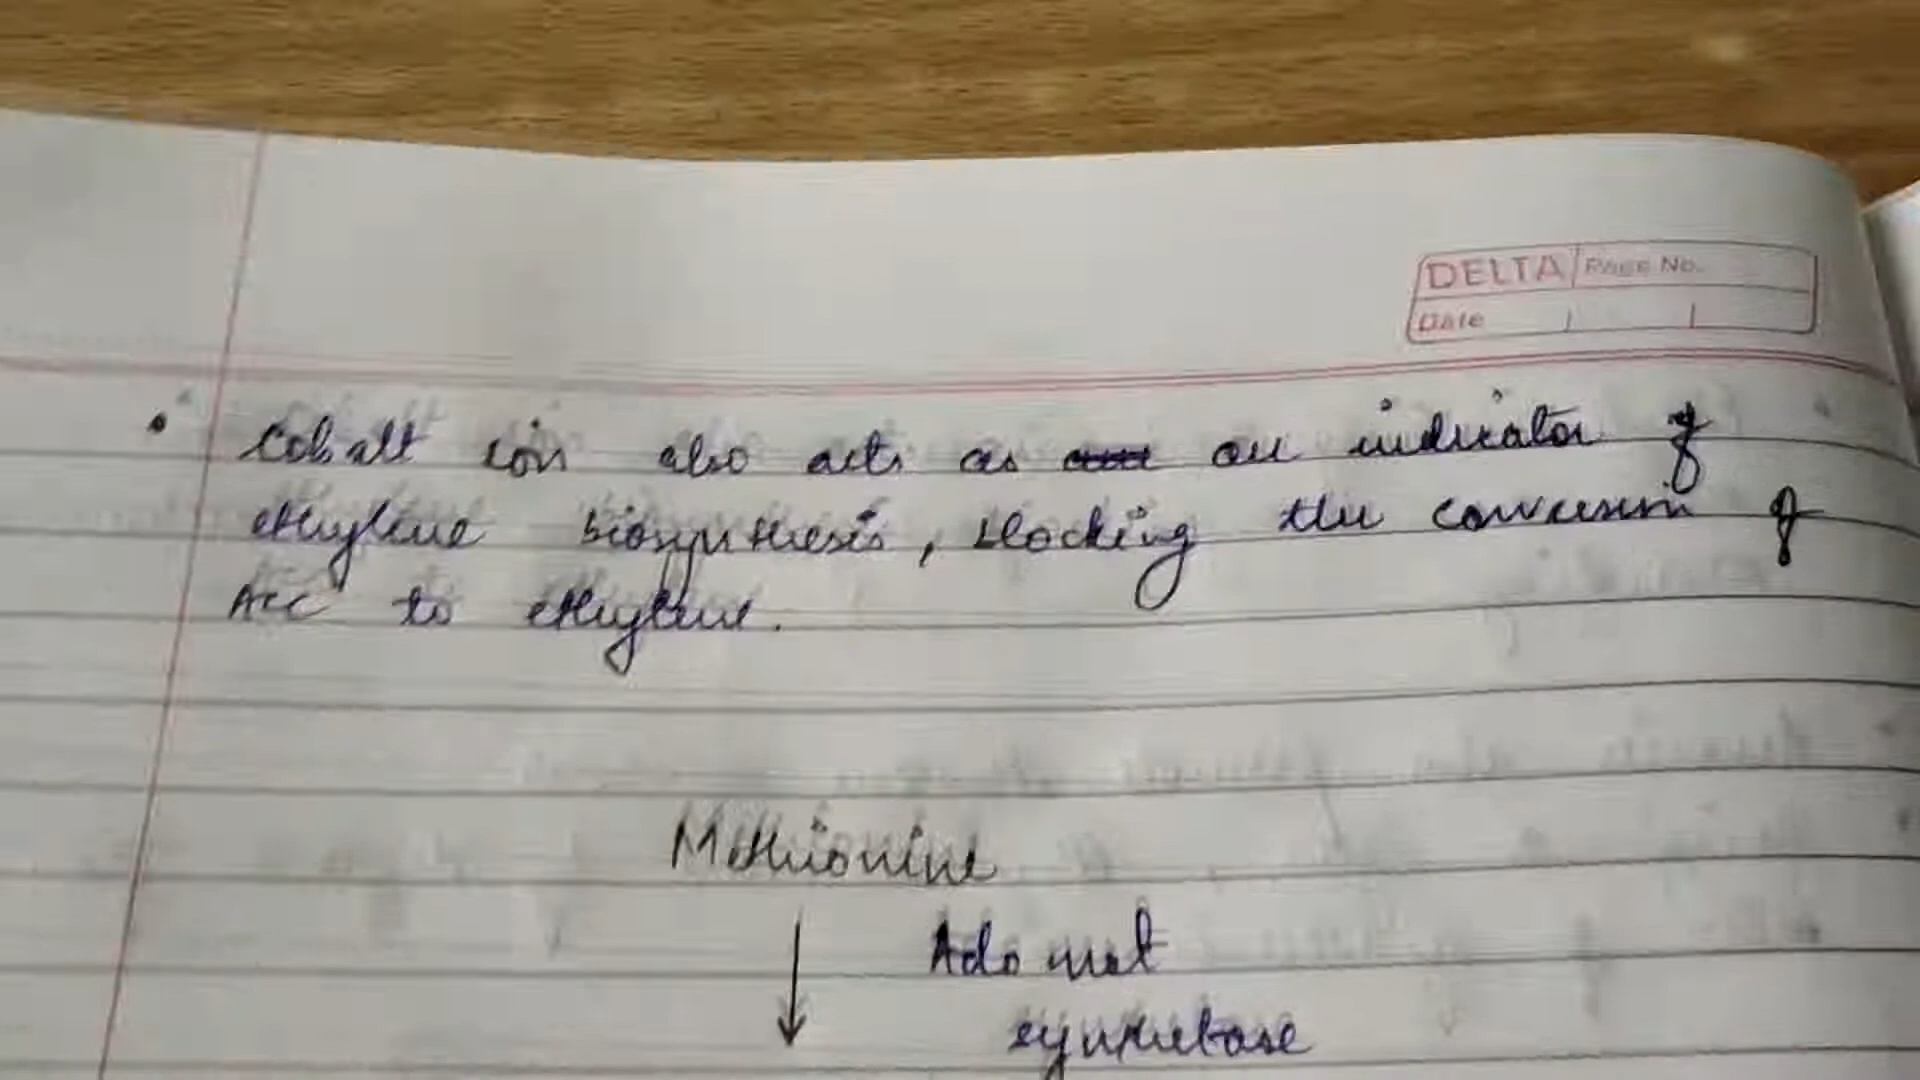 DELTA PAGE No.
Date
• Cobalt ion also acts as an indicator of
ethylene biosynthesis, blocking the conversion of
ACC to ethylene.
Methionine
↓ Ado met
synthetase